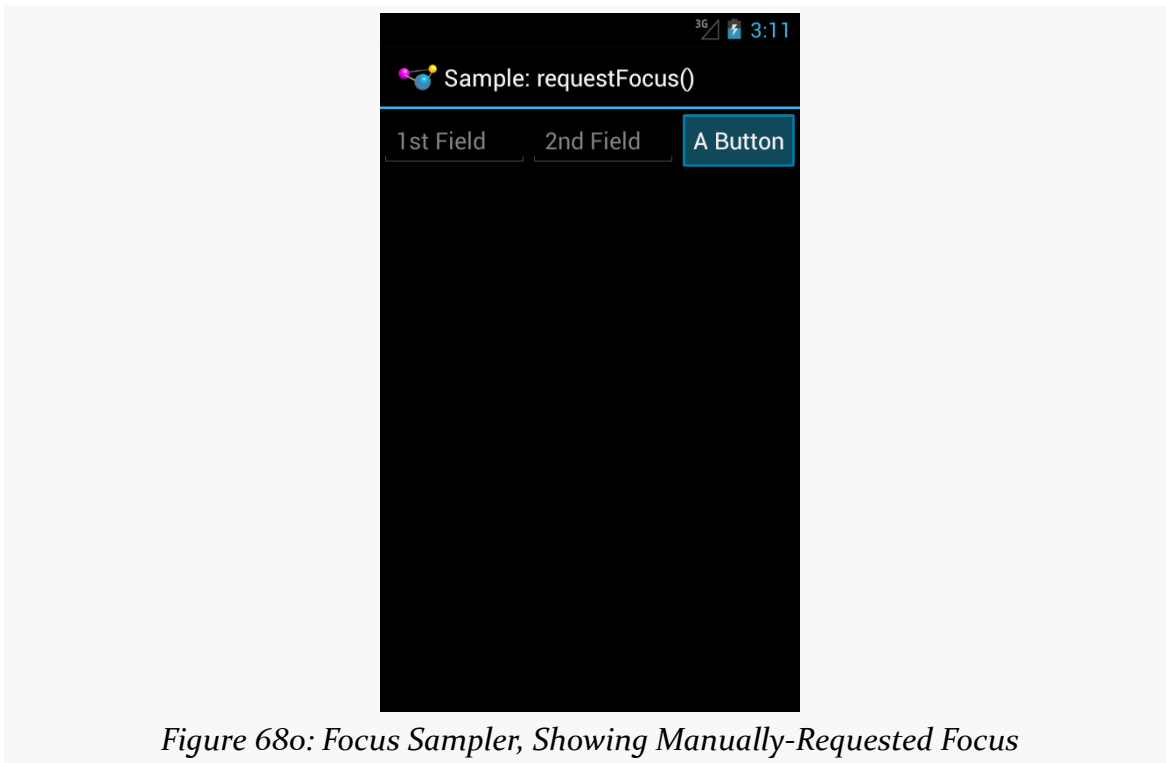 3G 3:11
Sample: requestFocus()
1st Field 2nd Field A Button
Figure 680: Focus Sampler, Showing Manually-Requested Focus